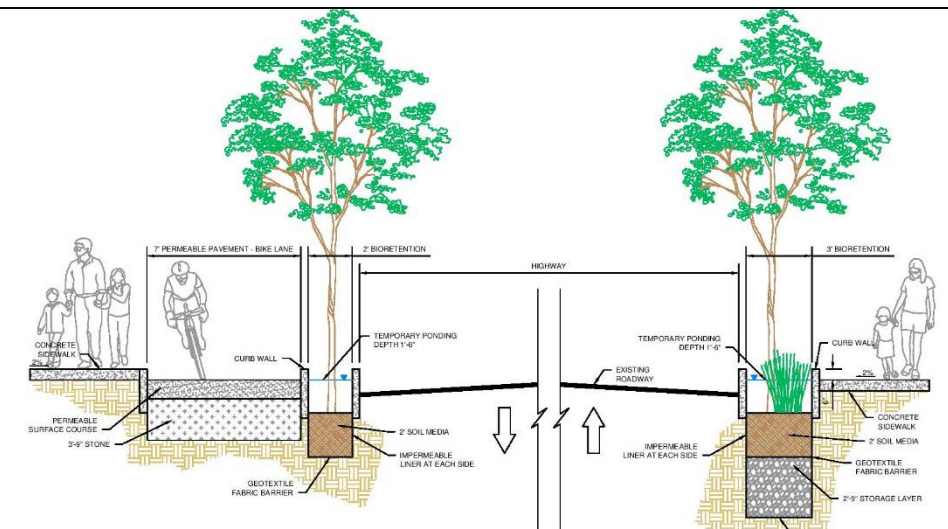 7' PERMEABLE PAVEMENT - BIKE LANE
2' BIORETENTION
3' BIORETENTION
HIGHWAY
CONCRETE
SIDEWALK
2%
CURB WALL
TEMPORARY PONDING
DEPTH 1'-6"
TEMPORARY PONDING
DEPTH 1'-6"
CURB WALL
EXISTING
ROADWAY
2%
PERMEABLE
SURFACE COURSE
3'-9" STONE
2' SOIL MEDIA
IMPERMEABLE
LINER AT EACH SIDE
GEOTEXTILE
FABRIC BARRIER
IMPERMEABLE
LINER AT EACH SIDE
CONCRETE
SIDEWALK
2' SOIL MEDIA
GEOTEXTILE
FABRIC BARRIER
2'-6" STORAGE LAYER